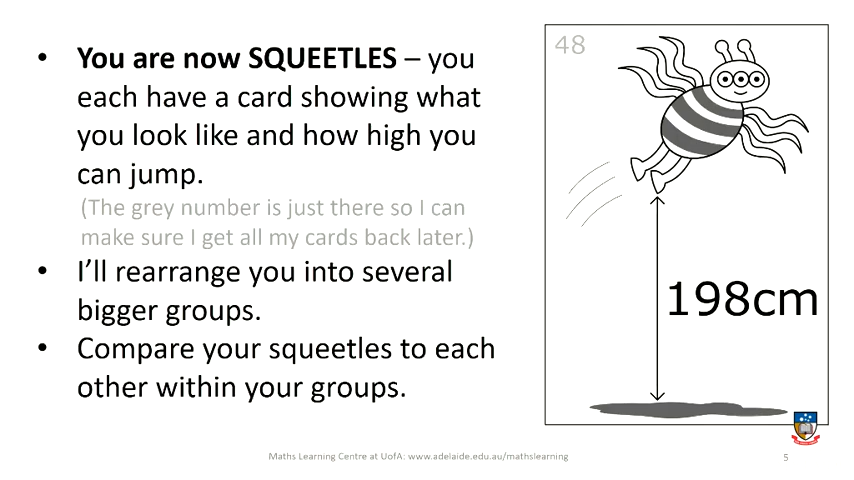 • You are now SQUEETLES – you
each have a card showing what
you look like and how high you
can jump.
(The grey number is just there so I can
make sure I get all my cards back later.)
• I’ll rearrange you into several
bigger groups.
• Compare your squeetles to each
other within your groups.
48
198cm
Maths Learning Centre at UofA: www.adelaide.edu.au/mathslearning
5